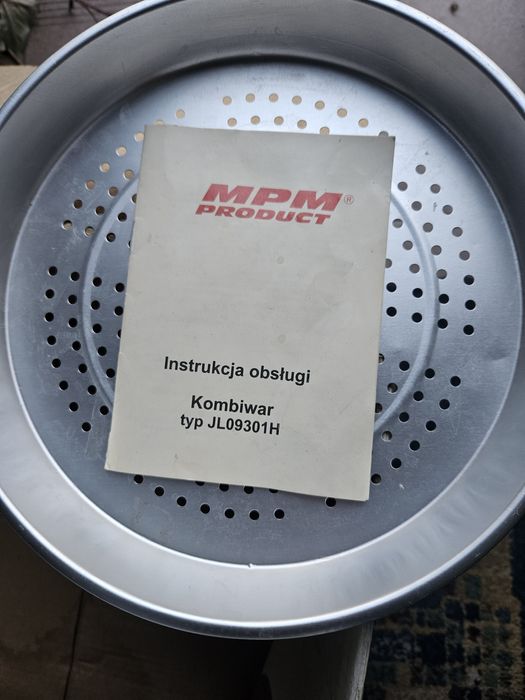 MPM®
PRODUCT
Instrukcja obsługi
Kombiwar
typ JL09301H